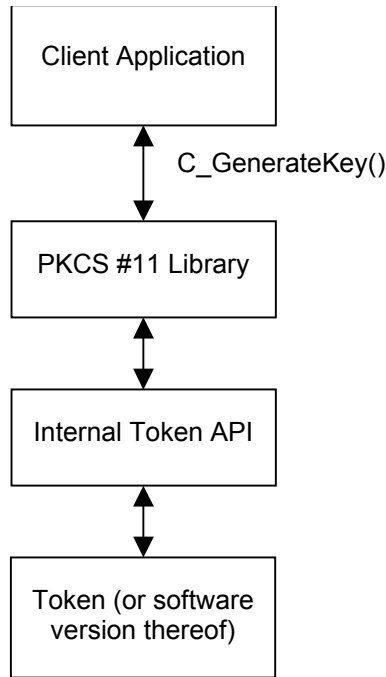 Client Application
C_GenerateKey()
PKCS #11 Library
Internal Token API
Token (or software
version thereof)